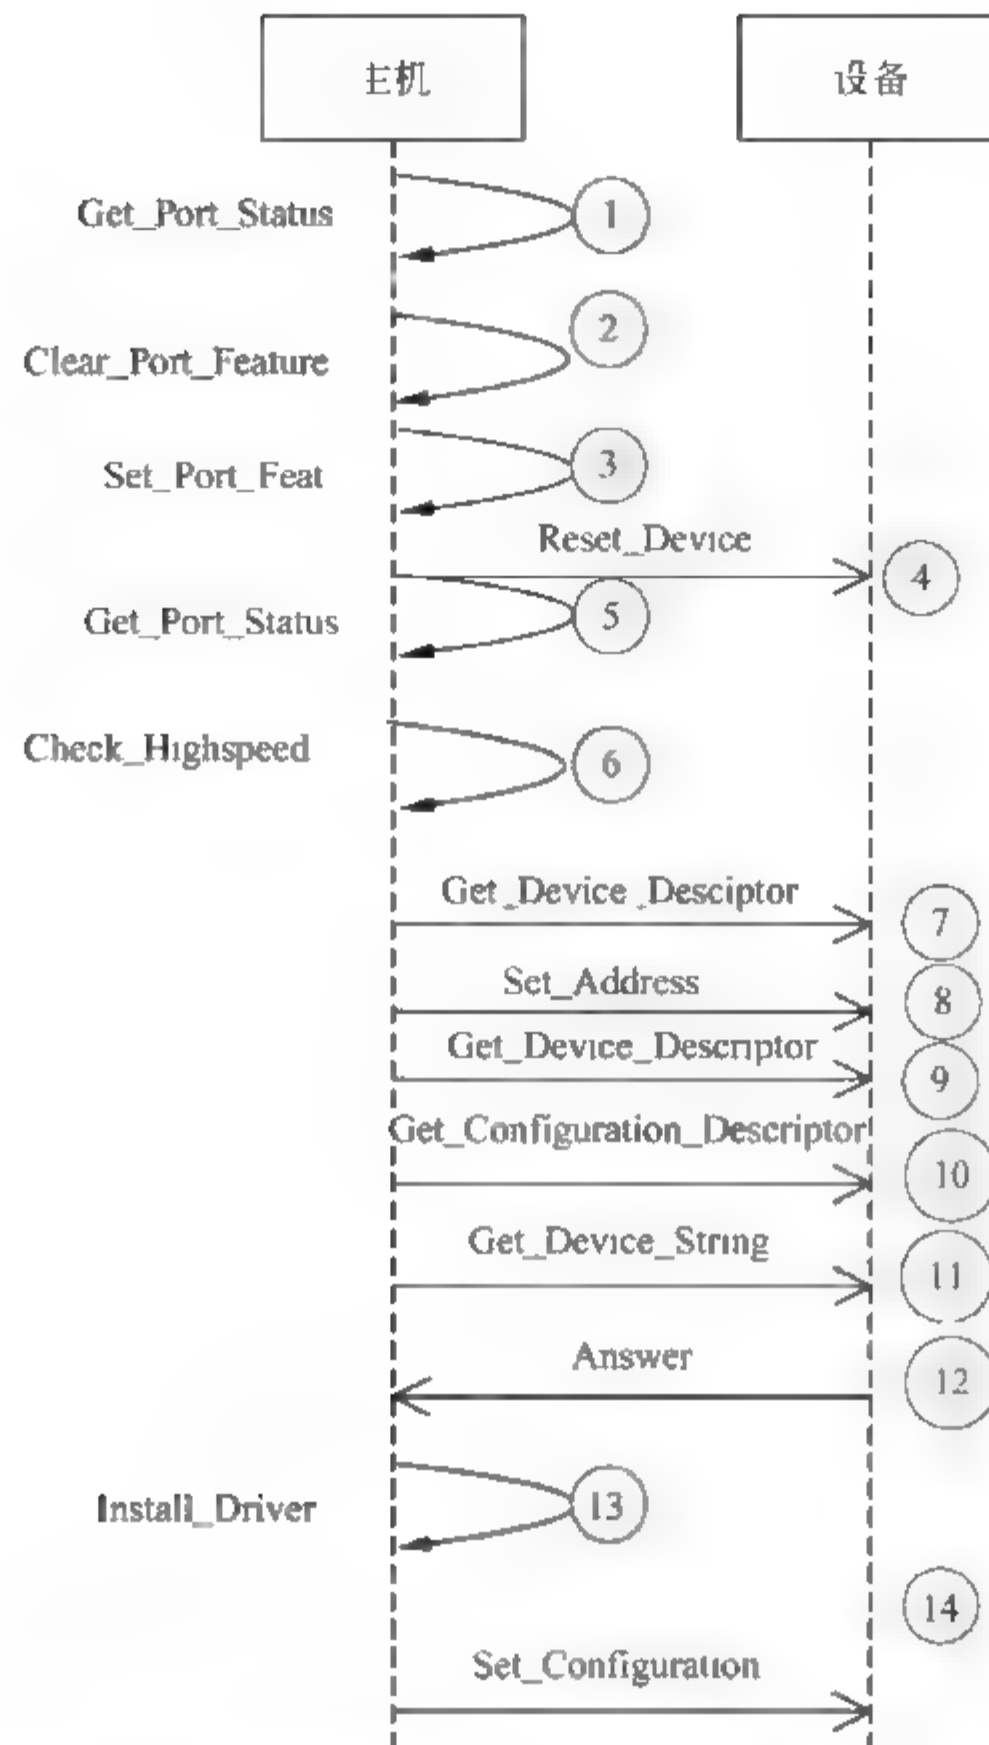 主机
设备
Get_Port_Status
1
2
Clear_Port_Feature
3
Set_Port_Feat
Reset_Device
4
5
Get_Port_Status
Check_Highspeed
6
Get_Device_Desciptor
7
Set_Address
8
Get_Device_Descriptor
9
Get_Configuration_Descriptor
10
Get_Device_String
11
Answer
12
Install_Driver
13
14
Set_Configuration